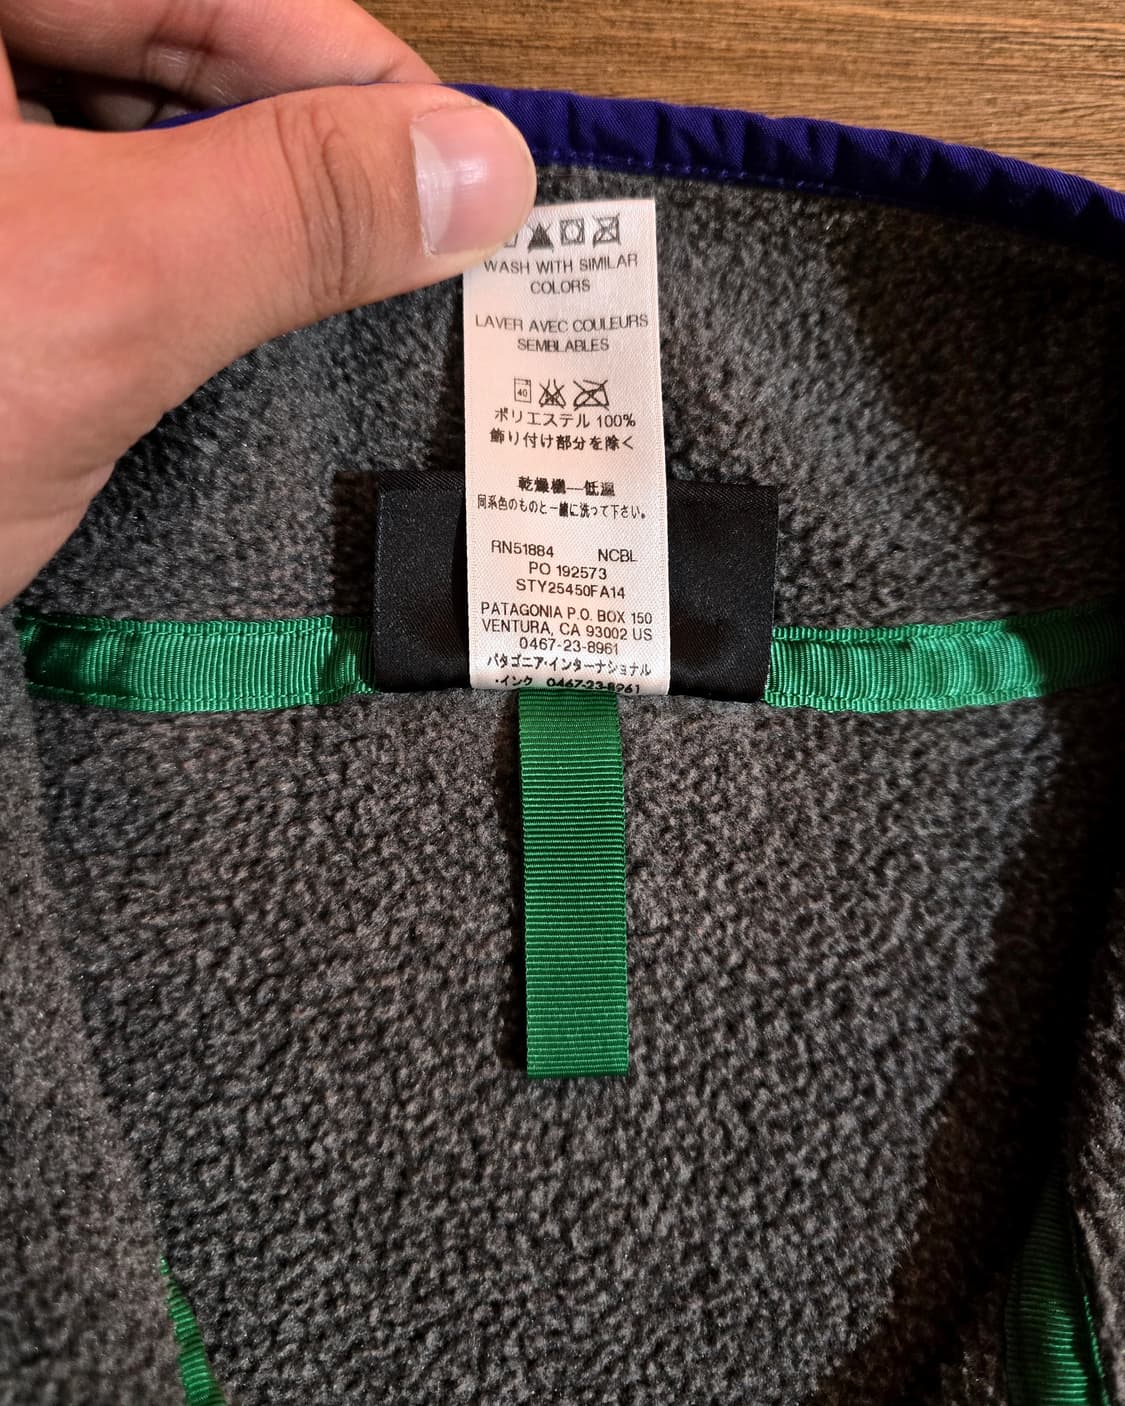 WASH WITH SIMILAR
COLORS
LAVER AVEC COULEURS
SEMBLABLES
40
ポリエステル 100%
飾り付け部分を除く
乾燥機—低温
同系色のものと一緒に洗って下さい。
RN51884 NCBL
PO 192573
STY25450FA14
PATAGONIA P.O. BOX 150
VENTURA, CA 93002 US
0467-23-8961
パタゴニア・インターナショナル
・インク 0467-23-8961